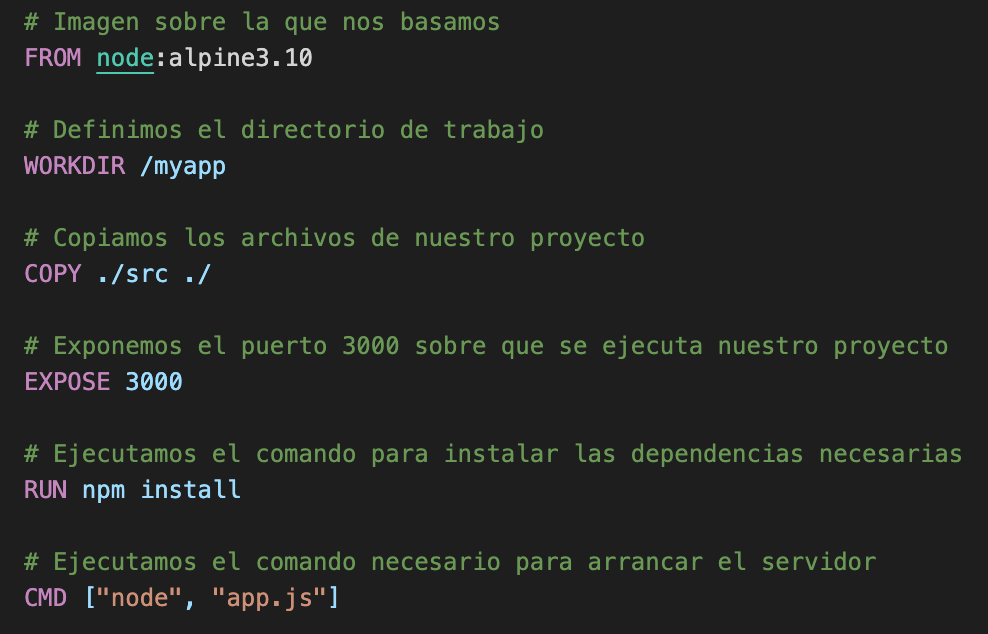 # Imagen sobre la que nos basamos
FROM node:alpine3.10
# Definimos el directorio de trabajo
WORKDIR /myapp
# Copiamos los archivos de nuestro proyecto
COPY ./src ./
# Exponemos el puerto 3000 sobre que se ejecuta nuestro proyecto
EXPOSE 3000
# Ejecutamos el comando para instalar las dependencias necesarias
RUN npm install
# Ejecutamos el comando necesario para arrancar el servidor
CMD ["node", "app.js"]